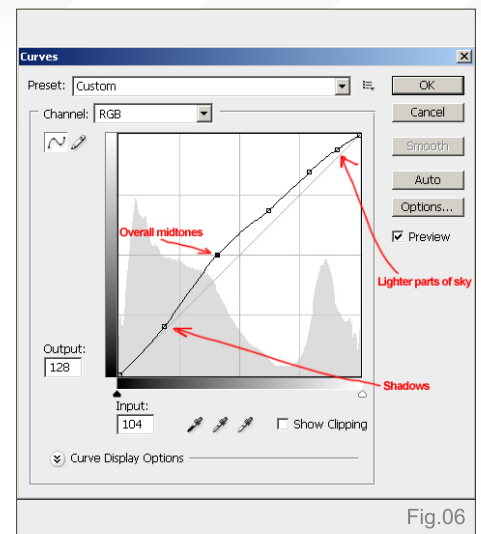 Curves
Preset: Custom
OK
Channel: RGB
Cancel
Smooth
Auto
Options...
Preview
Overall midtones
Lighter parts of sky
Shadows
Output:
128
Input:
104
Show Clipping
Curve Display Options
Fig.06